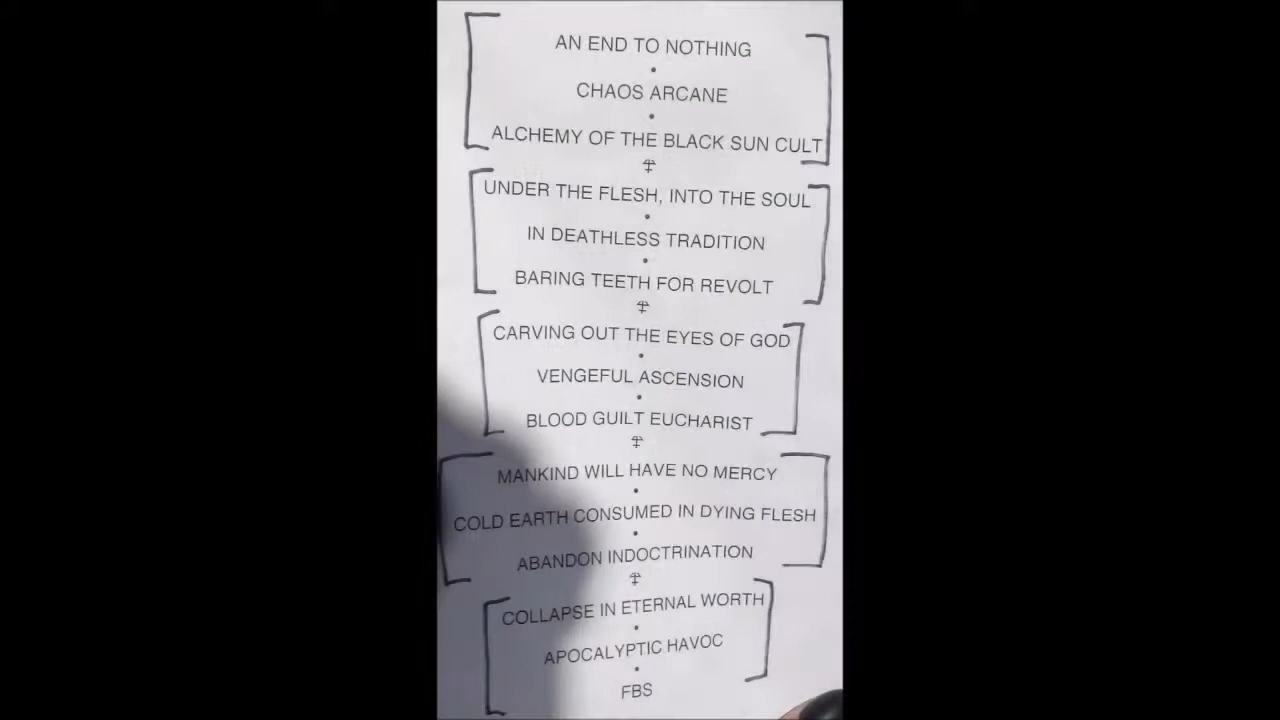 AN END TO NOTHING
CHAOS ARCANE
ALCHEMY OF THE BLACK SUN CULT
UNDER THE FLESH, INTO THE SOUL
IN DEATHLESS TRADITION
BARING TEETH FOR REVOLT
CARVING OUT THE EYES OF GOD
VENGEFUL ASCENSION
BLOOD GUILT EUCHARIST
MANKIND WILL HAVE NO MERCY
COLD EARTH CONSUMED IN DYING FLESH
ABANDON INDOCTRINATION
COLLAPSE IN ETERNAL WORTH
APOCALYPTIC HAVOC
FBS